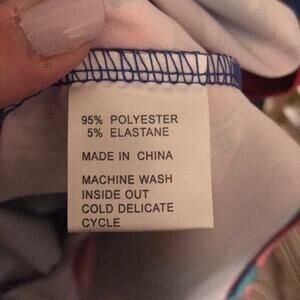 95% POLYESTER
5% ELASTANE
MADE IN CHINA
MACHINE WASH
INSIDE OUT
COLD DELICATE
CYCLE